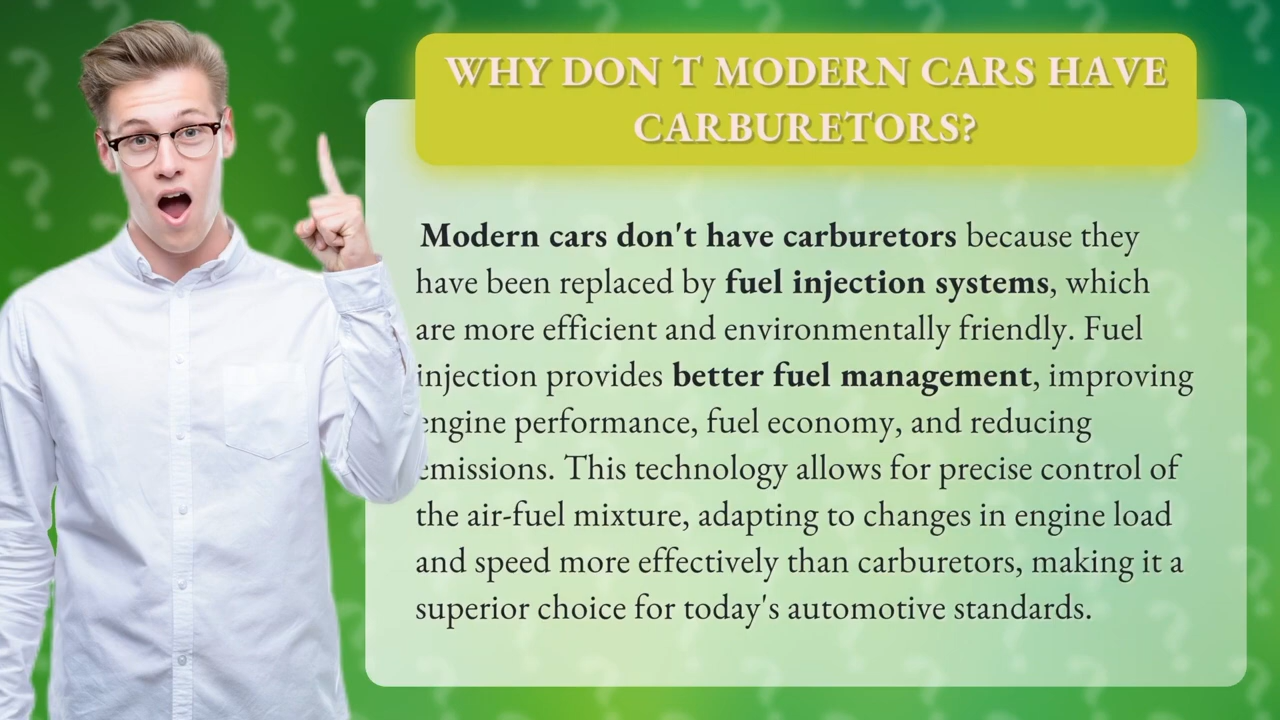 WHY DON T MODERN CARS HAVE
CARBURETORS?
Modern cars don't have carburetors because they
have been replaced by fuel injection systems, which
are more efficient and environmentally friendly. Fuel
injection provides better fuel management, improving
engine performance, fuel economy, and reducing
emissions. This technology allows for precise control of
the air-fuel mixture, adapting to changes in engine load
and speed more effectively than carburetors, making it a
superior choice for today's automotive standards.